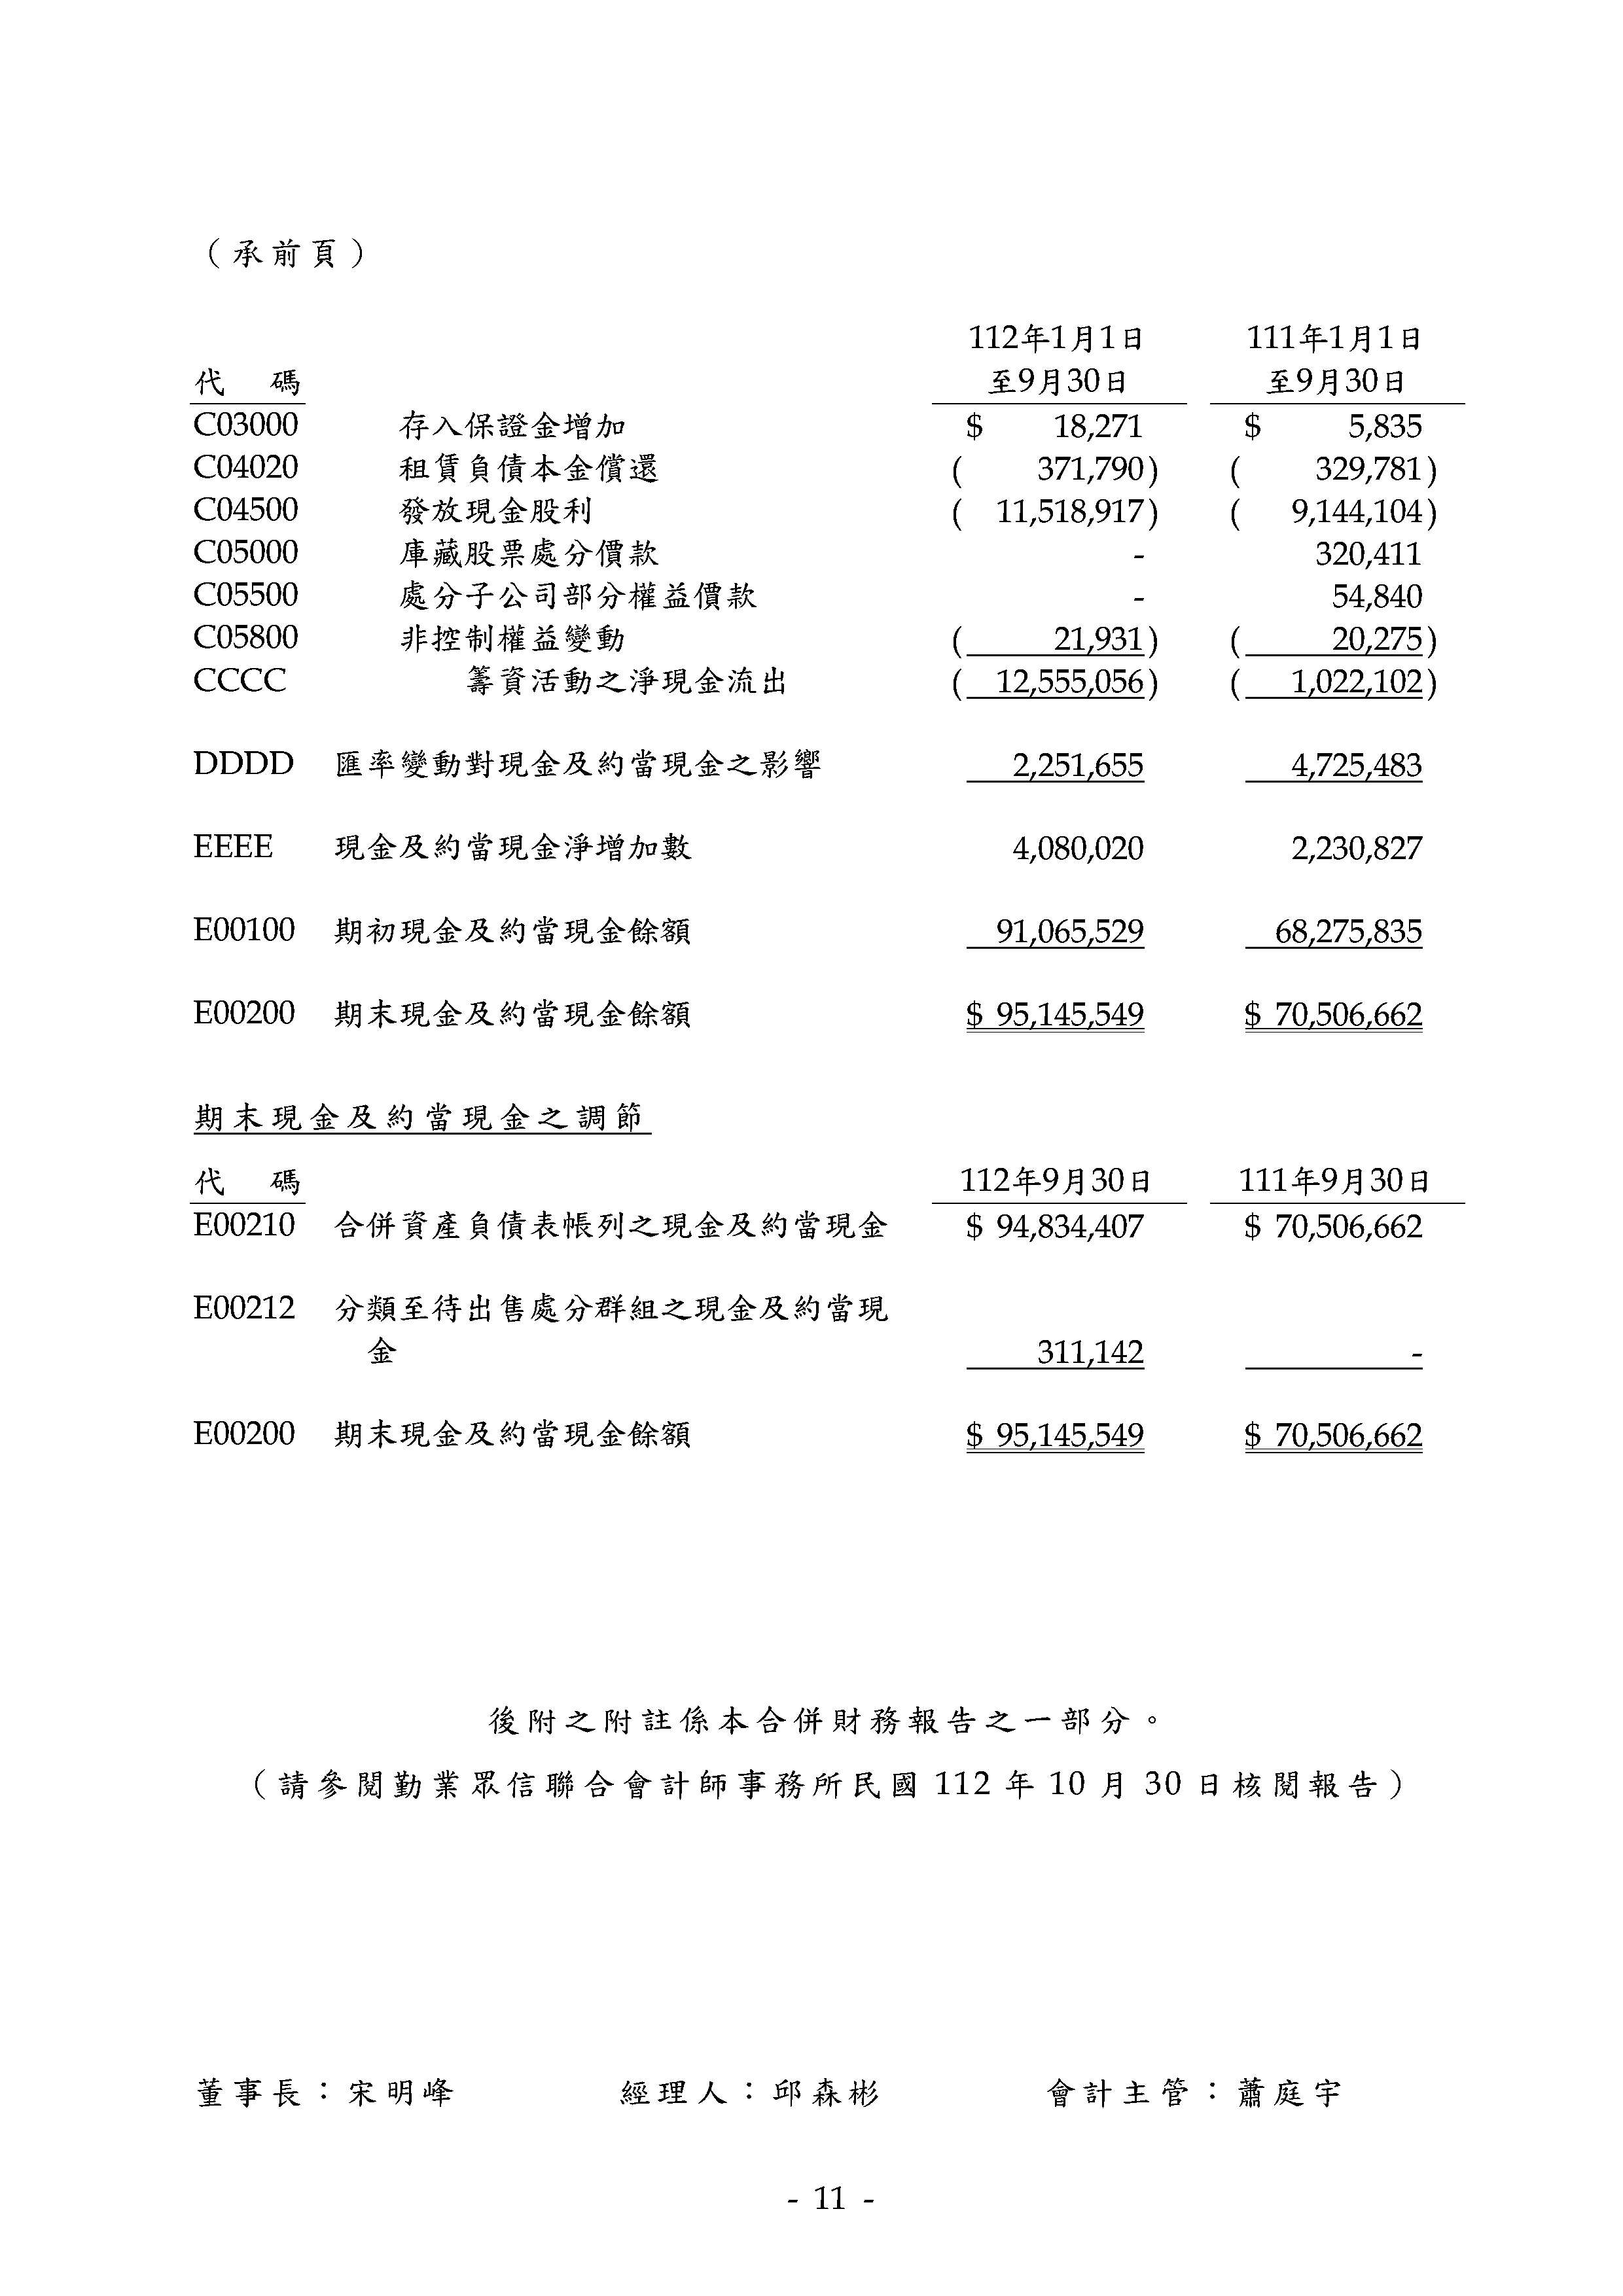 （承前頁）
112年1月1日 111年1月1日
代 碼 至9月30日 至9月30日
C03000 存入保證金增加 $ 18,271 $ 5,835
C04020 租賃負債本金償還 ( 371,790) ( 329,781)
C04500 發放現金股利 ( 11,518,917) ( 9,144,104)
C05000 庫藏股票處分價款 - 320,411
C05500 處分子公司部分權益價款 - 54,840
C05800 非控制權益變動 ( 21,931) ( 20,275)
CCCC 籌資活動之淨現金流出 ( 12,555,056) ( 1,022,102)
DDDD 匯率變動對現金及約當現金之影響 2,251,655 4,725,483
EEEE 現金及約當現金淨增加數 4,080,020 2,230,827
E00100 期初現金及約當現金餘額 91,065,529 68,275,835
E00200 期末現金及約當現金餘額 $ 95,145,549 $ 70,506,662
期末現金及約當現金之調節
代 碼 112年9月30日 111年9月30日
E00210 合併資產負債表帳列之現金及約當現金 $ 94,834,407 $ 70,506,662
E00212 分類至待出售處分群組之現金及約當現
金 311,142 -
E00200 期末現金及約當現金餘額 $ 95,145,549 $ 70,506,662
後附之附註係本合併財務報告之一部分。
（請參閱勤業眾信聯合會計師事務所民國 112 年 10 月 30 日核閱報告）
董事長：宋明峰 經理人：邱森彬 會計主管：蕭庭宇
- 11 -